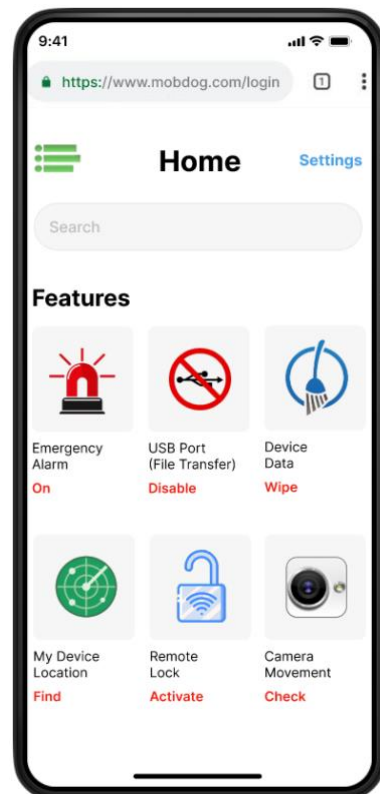 9:41
https://www.mobdog.com/login
1
Home
Settings
Search
Features
Emergency
Alarm
On
USB Port
(File Transfer)
Disable
Device
Data
Wipe
My Device
Location
Find
Remote
Lock
Activate
Camera
Movement
Check